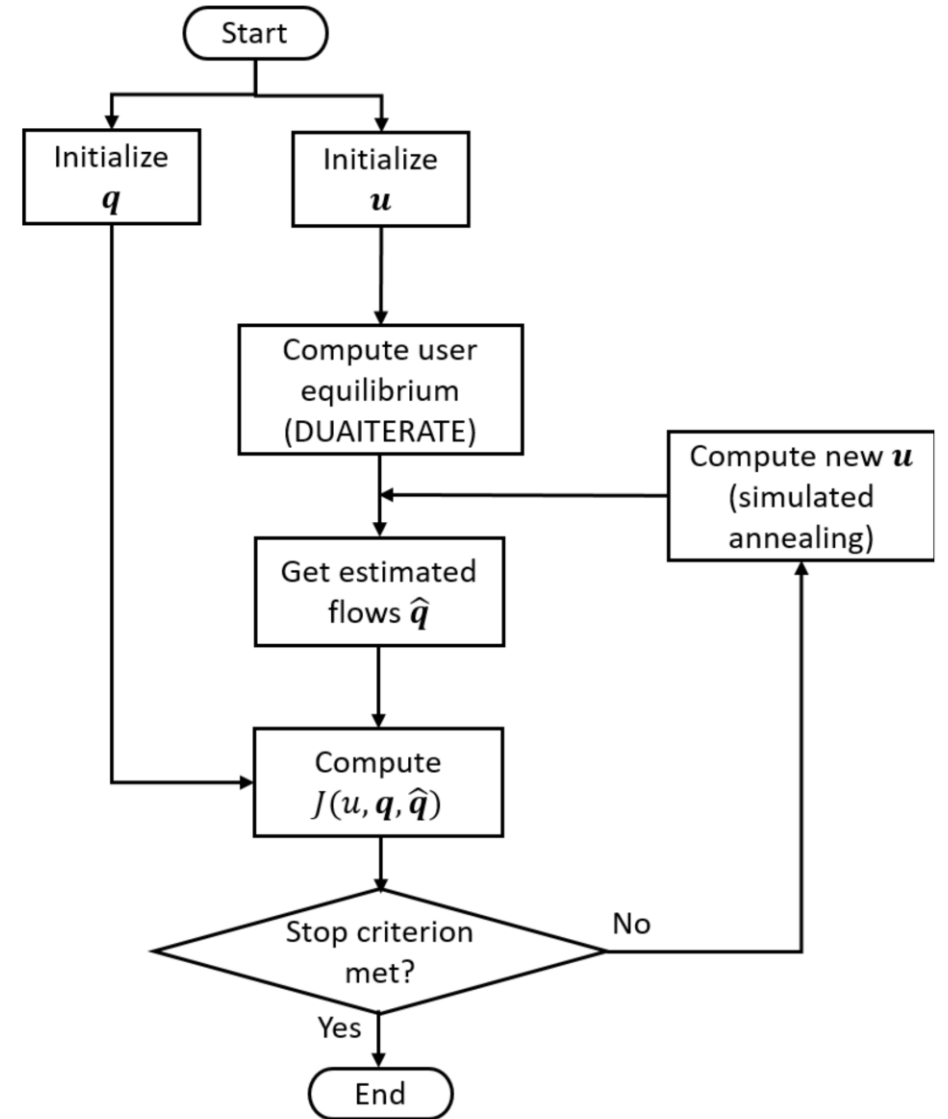 Start
Initialize
q
Initialize
u
Compute user
equilibrium
(DUAITERATE)
Compute new u
(simulated
annealing)
Get estimated
flows q̂
Compute
J(u, q, q̂)
Stop criterion
met?
No
Yes
End